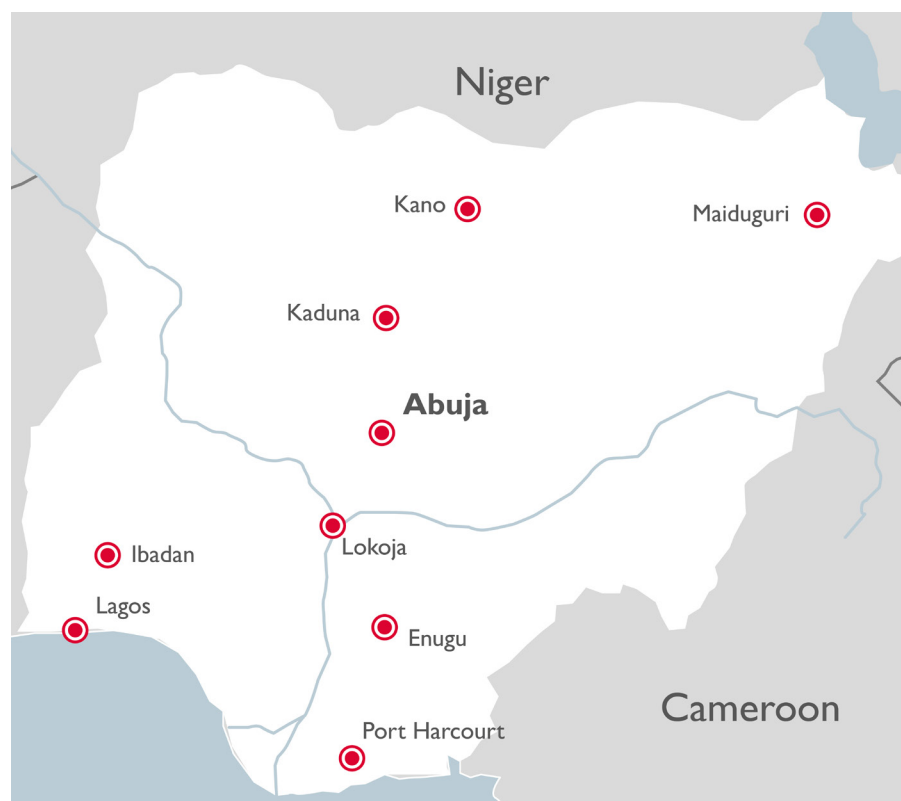 Niger
Kano
Maiduguri
Kaduna
Abuja
Lokoja
Ibadan
Lagos
Enugu
Cameroon
Port Harcourt